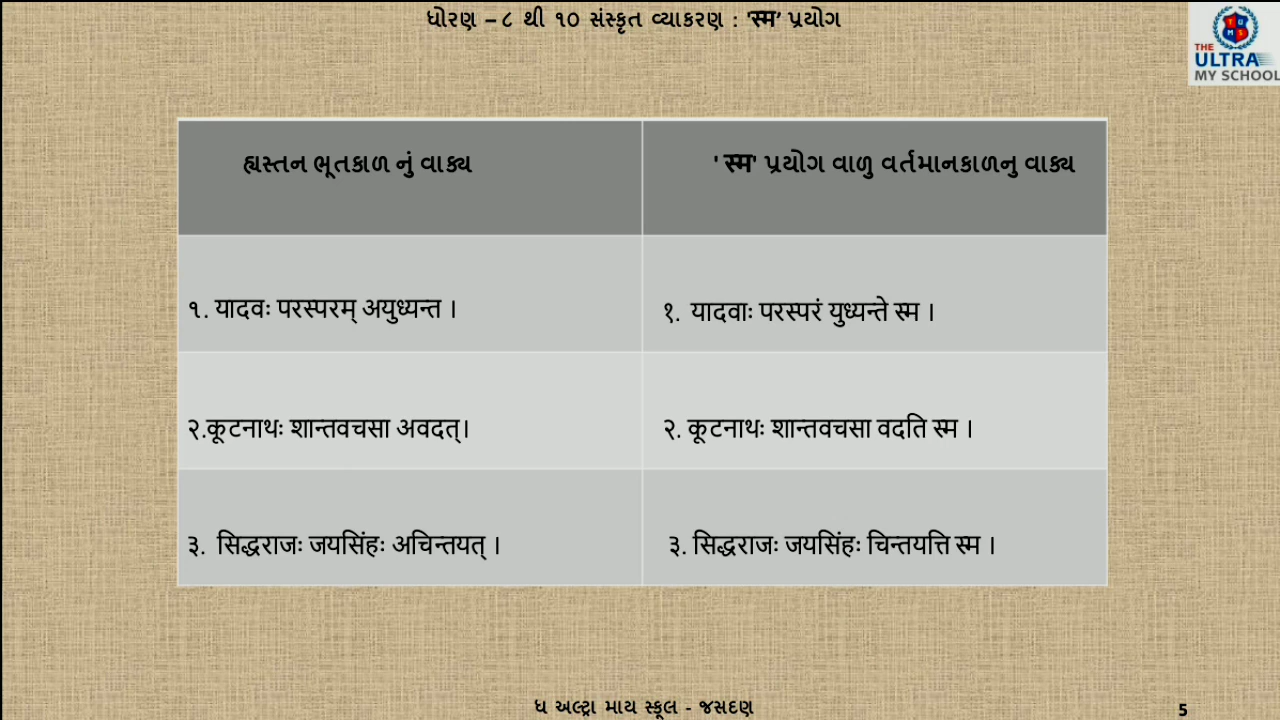 ધોરણ – ૮ થી ૧૦ સંસ્કૃત વ્યાકરણ : 'स्म' પ્રયોગ
THE
ULTRA
MY SCHOOL
હ્યસ્તન ભૂતકાળ નું વાક્ય
' स्म' પ્રયોગ વાળુ વર્તમાનકાળનુ વાક્ય
१. यादवः परस्परम् अयुध्यन्त ।
१. यादवाः परस्परं युध्यन्ते स्म ।
२.कूटनाथः शान्तवचसा अवदत्।
२. कूटनाथः शान्तवचसा वदति स्म ।
३. सिद्धराजः जयसिंहः अचिन्तयत् ।
३. सिद्धराजः जयसिंहः चिन्तयत्ति स्म ।
ધ અલ્ટ્રા માય સ્કૂલ - જસદણ
5